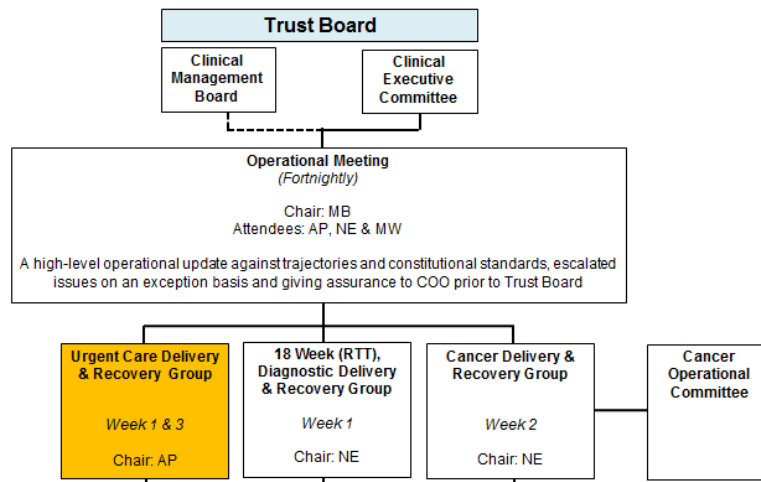 Trust Board
Clinical
Management
Board
Clinical
Executive
Committee
Operational Meeting
(Fortnightly)
Chair: MB
Attendees: AP, NE & MW
A high-level operational update against trajectories and constitutional standards, escalated
issues on an exception basis and giving assurance to COO prior to Trust Board
Urgent Care Delivery
& Recovery Group
Week 1 & 3
Chair: AP
18 Week (RTT),
Diagnostic Delivery
& Recovery Group
Week 1
Chair: NE
Cancer Delivery &
Recovery Group
Week 2
Chair: NE
Cancer
Operational
Committee